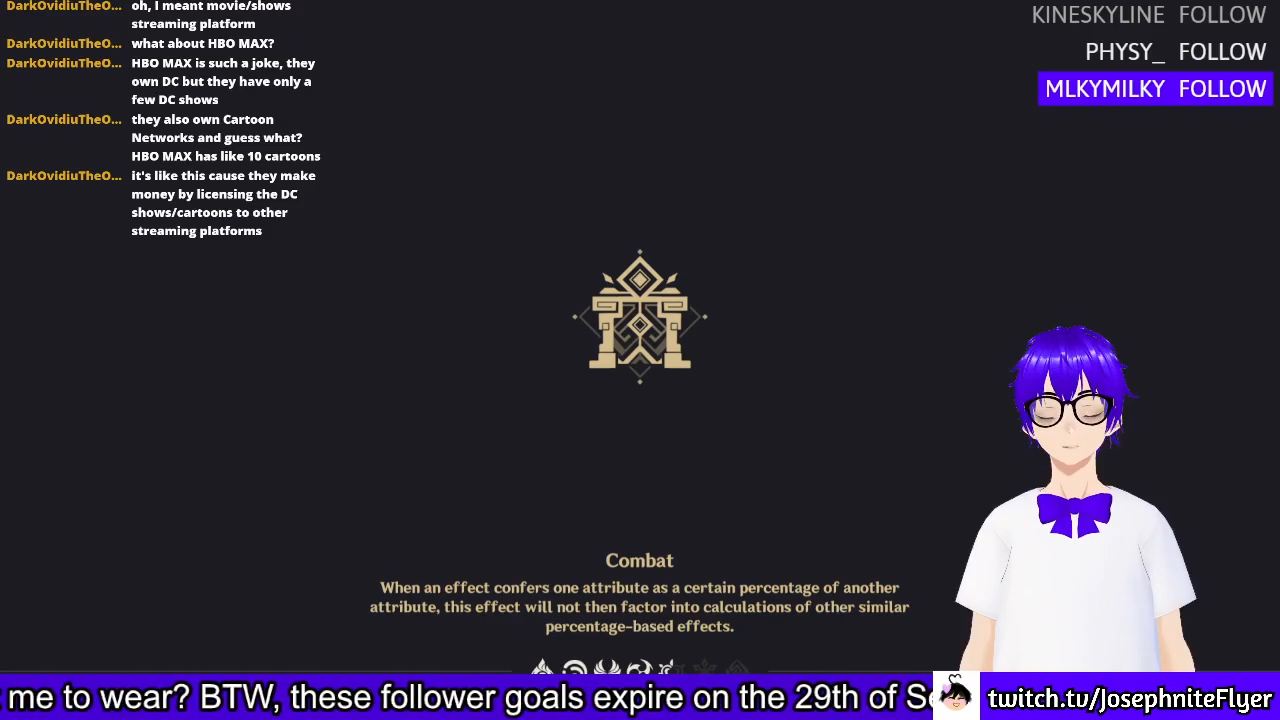 DarkOvidiuTheO... oh, I meant movie/shows
streaming platform
DarkOvidiuTheO... what about HBO MAX?
DarkOvidiuTheO... HBO MAX is such a joke, they
own DC but they have only a
few DC shows
DarkOvidiuTheO... they also own Cartoon
Networks and guess what?
HBO MAX has like 10 cartoons
DarkOvidiuTheO... it's like this cause they make
money by licensing the DC
shows/cartoons to other
streaming platforms
KINESKYLINE FOLLOW
PHYSY_ FOLLOW
MLKYMILKY FOLLOW
Combat
When an effect confers one attribute as a certain percentage of another
attribute, this effect will not then factor into calculations of other similar
percentage-based effects.
me to wear? BTW, these follower goals expire on the 29th of
twitch.tv/JosephniteFlyer